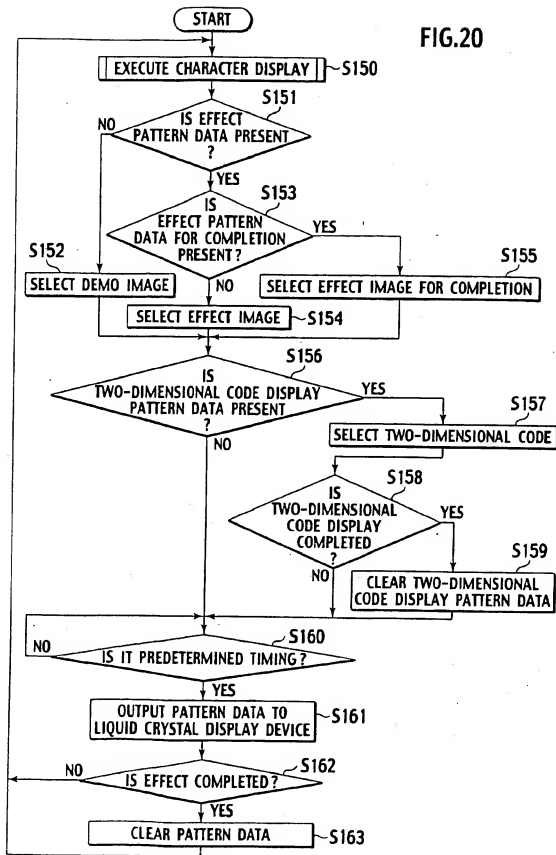 START
FIG.20
EXECUTE CHARACTER DISPLAY
S150
S151
NO
IS EFFECT
PATTERN DATA PRESENT
?
YES
S153
IS
EFFECT PATTERN
DATA FOR COMPLETION
PRESENT?
YES
S152
NO
S155
SELECT DEMO IMAGE
SELECT EFFECT IMAGE FOR COMPLETION
SELECT EFFECT IMAGE
S154
S156
IS
TWO-DIMENSIONAL CODE DISPLAY
PATTERN DATA PRESENT
?
YES
NO
S157
SELECT TWO-DIMENSIONAL CODE
S158
IS
TWO-DIMENSIONAL
CODE DISPLAY
COMPLETED
?
YES
NO
S159
CLEAR TWO-DIMENSIONAL
CODE DISPLAY PATTERN DATA
S160
NO
IS IT PREDETERMINED TIMING?
YES
OUTPUT PATTERN DATA TO
LIQUID CRYSTAL DISPLAY DEVICE
S161
S162
NO
IS EFFECT COMPLETED?
YES
CLEAR PATTERN DATA
S163